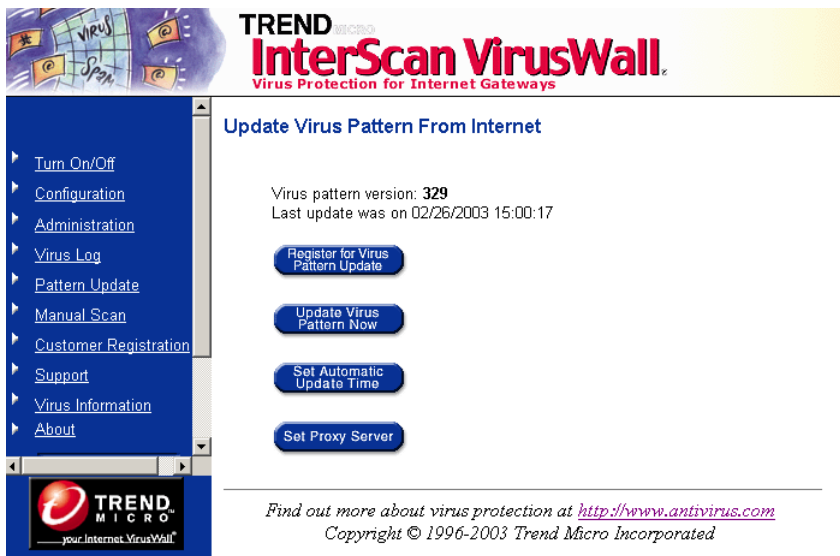 VIRUS
SPAM
TREND MICRO
InterScan VirusWall®
Virus Protection for Internet Gateways
Turn On/Off
Configuration
Administration
Virus Log
Pattern Update
Manual Scan
Customer Registration
Support
Virus Information
About
TREND
MICRO™
your Internet VirusWall®
Update Virus Pattern From Internet
Virus pattern version: 329
Last update was on 02/26/2003 15:00:17
Register for Virus
Pattern Update
Update Virus
Pattern Now
Set Automatic
Update Time
Set Proxy Server
Find out more about virus protection at http://www.antivirus.com
Copyright © 1996-2003 Trend Micro Incorporated